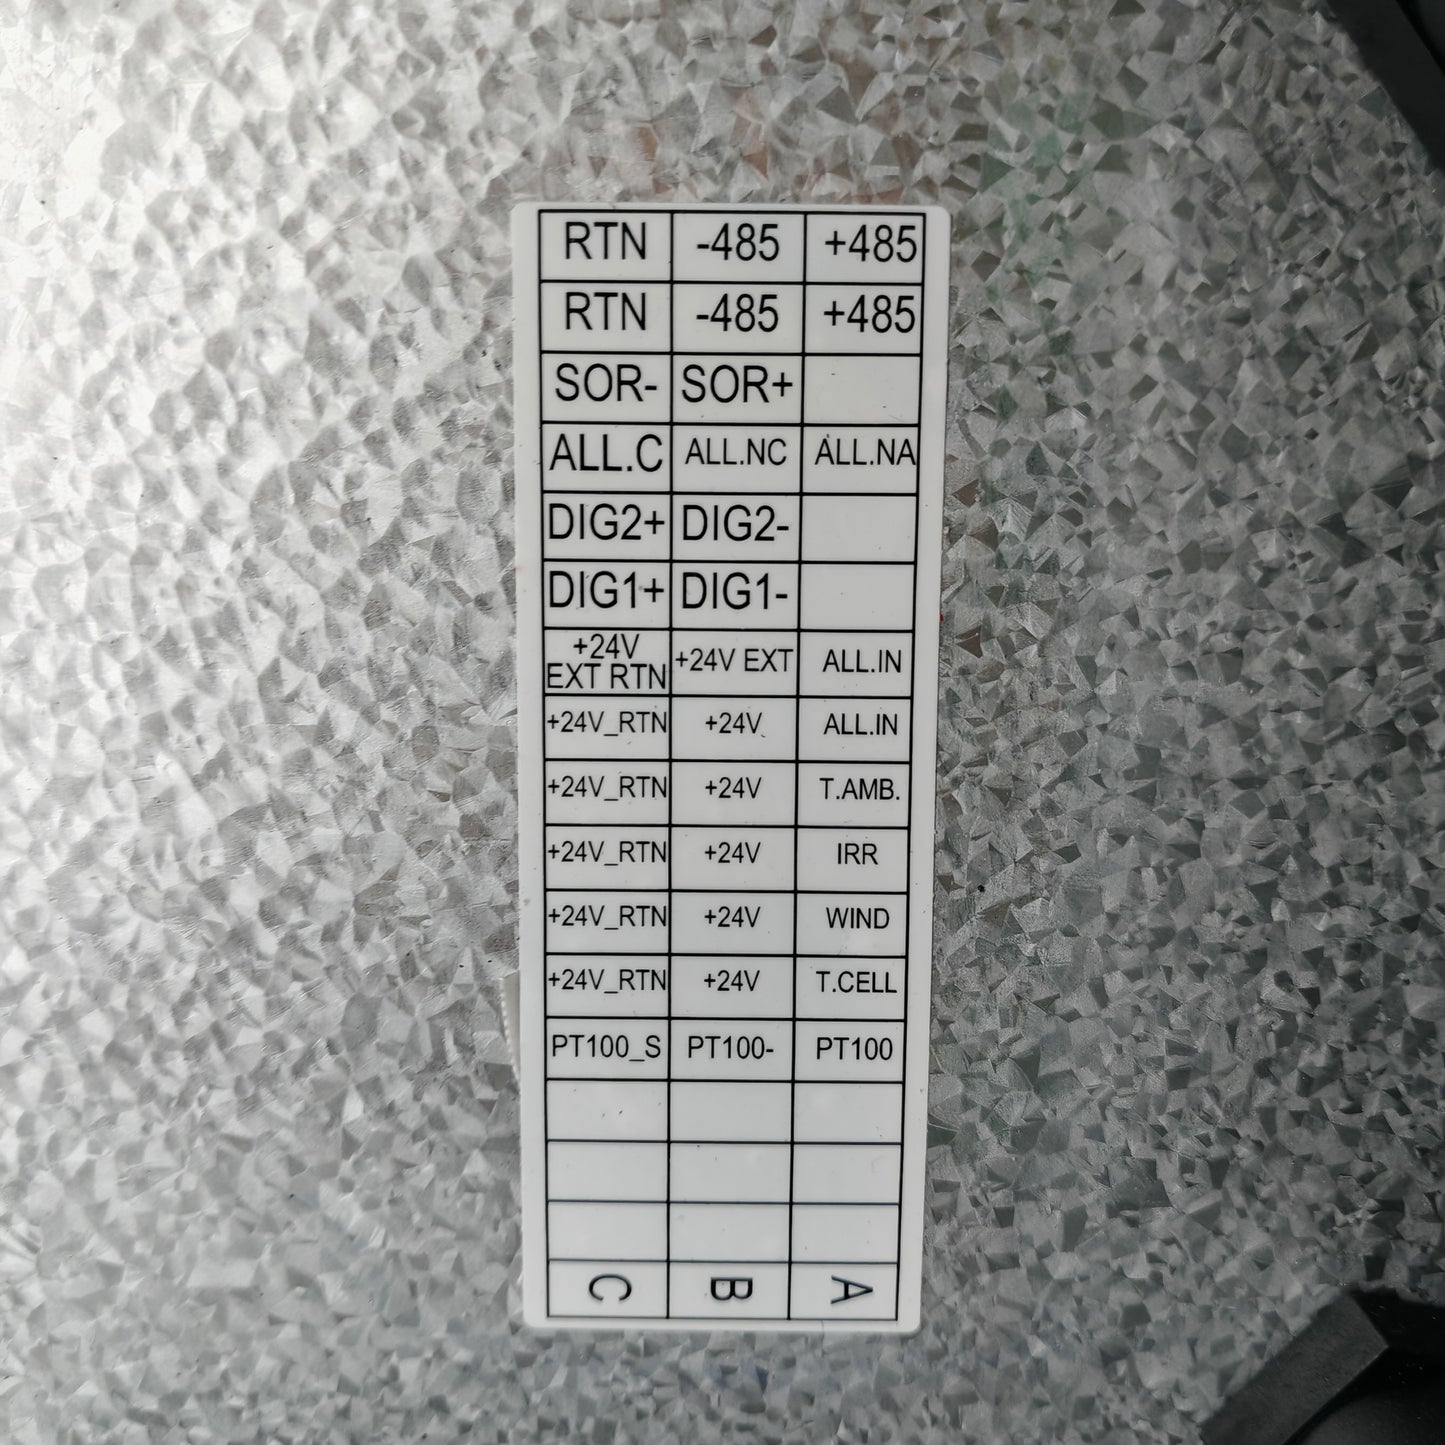 RTN -485 +485
RTN -485 +485
SOR- SOR+
ALL.C ALL.NC ALL.NA
DIG2+ DIG2-
DIG1+ DIG1-
+24V
EXT RTN +24V EXT ALL.IN
+24V_RTN +24V ALL.IN
+24V_RTN +24V T.AMB.
+24V_RTN +24V IRR
+24V_RTN +24V WIND
+24V_RTN +24V T.CELL
PT100_S PT100- PT100
C B A